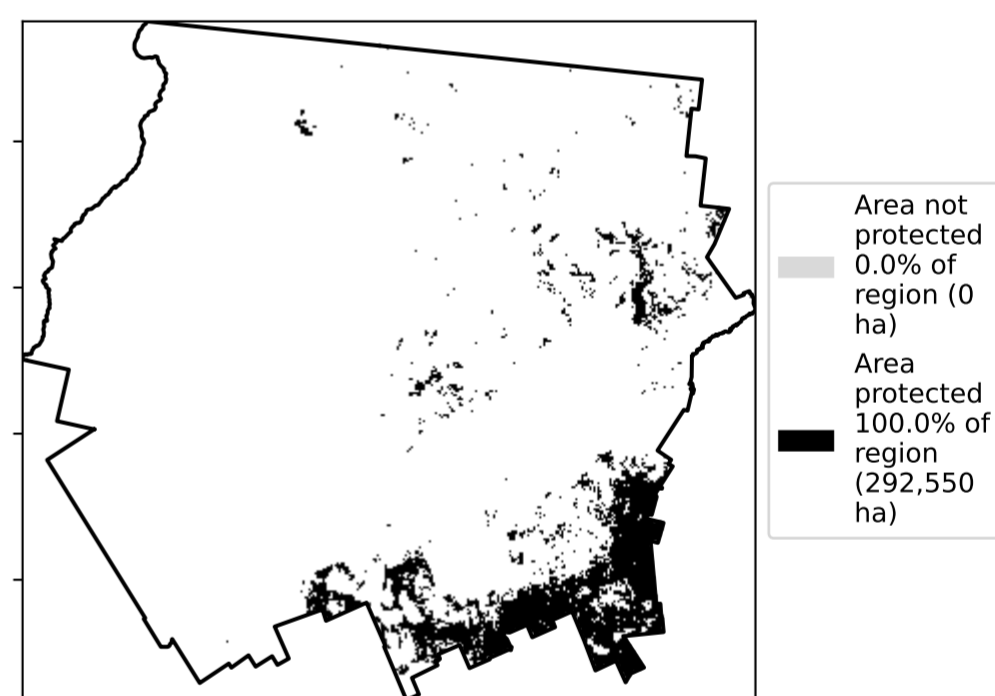 Area not
protected
0.0% of
region (0
ha)
Area
protected
100.0% of
region
(292,550
ha)